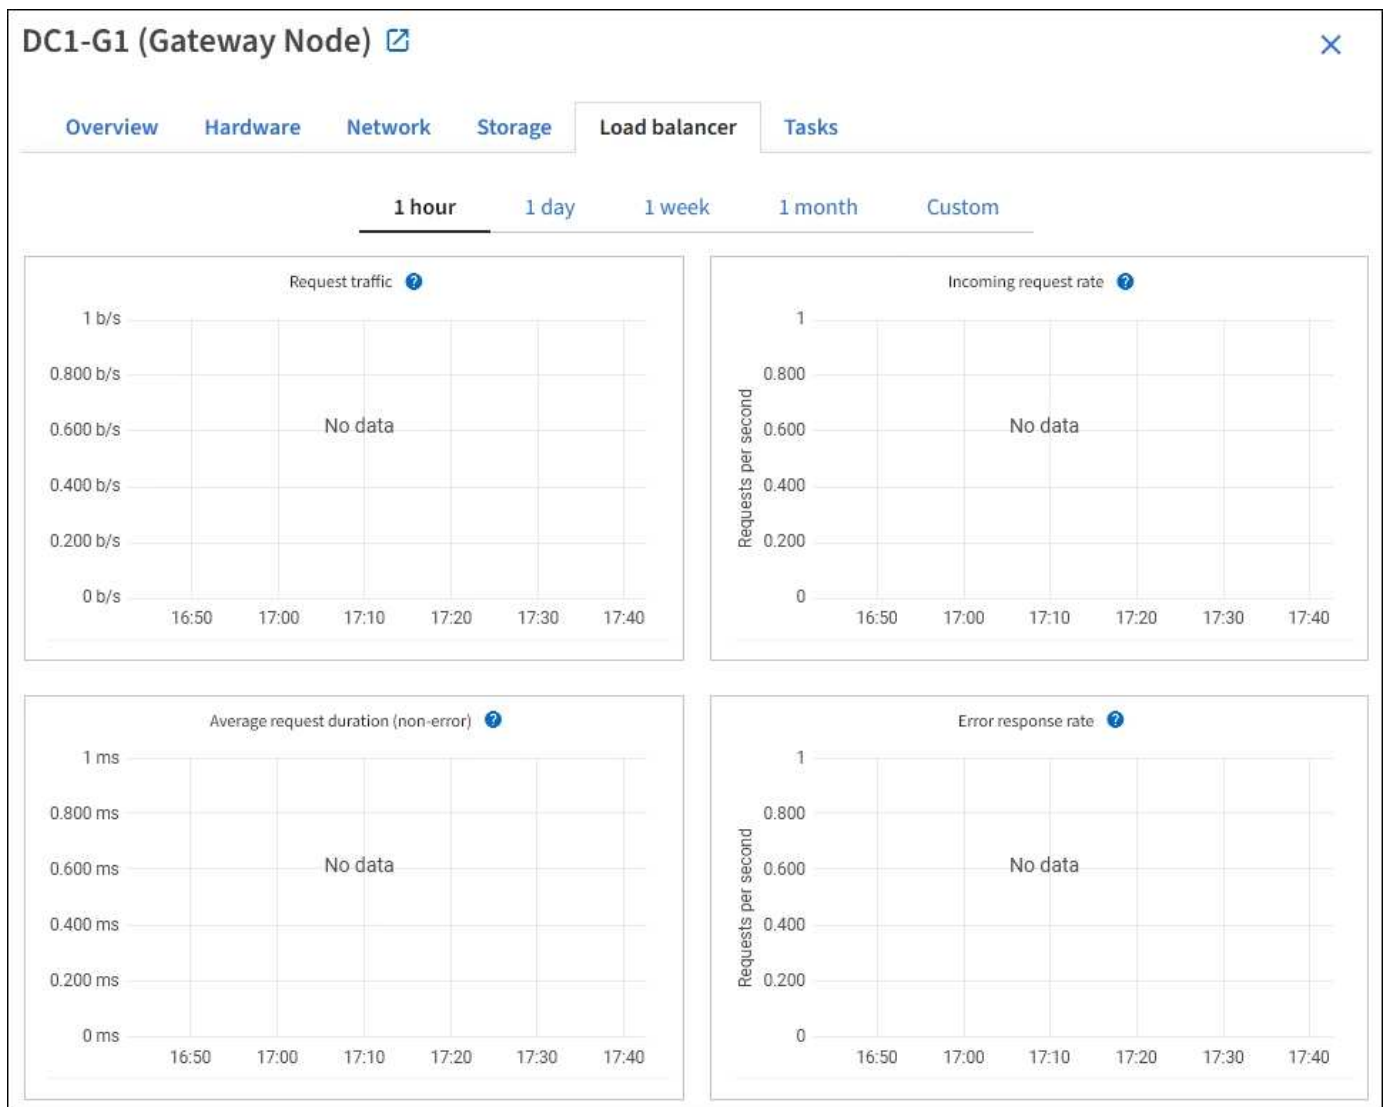 DC1-G1 (Gateway Node)
Overview Hardware Network Storage Load balancer Tasks
1 hour 1 day 1 week 1 month Custom
Request traffic ?
1 b/s
0.800 b/s
0.600 b/s
0.400 b/s
0.200 b/s
0 b/s
No data
16:50 17:00 17:10 17:20 17:30 17:40
Incoming request rate ?
Requests per second
1
0.800
0.600
0.400
0.200
0
No data
16:50 17:00 17:10 17:20 17:30 17:40
Average request duration (non-error) ?
1 ms
0.800 ms
0.600 ms
0.400 ms
0.200 ms
0 ms
No data
16:50 17:00 17:10 17:20 17:30 17:40
Error response rate ?
Requests per second
1
0.800
0.600
0.400
0.200
0
No data
16:50 17:00 17:10 17:20 17:30 17:40